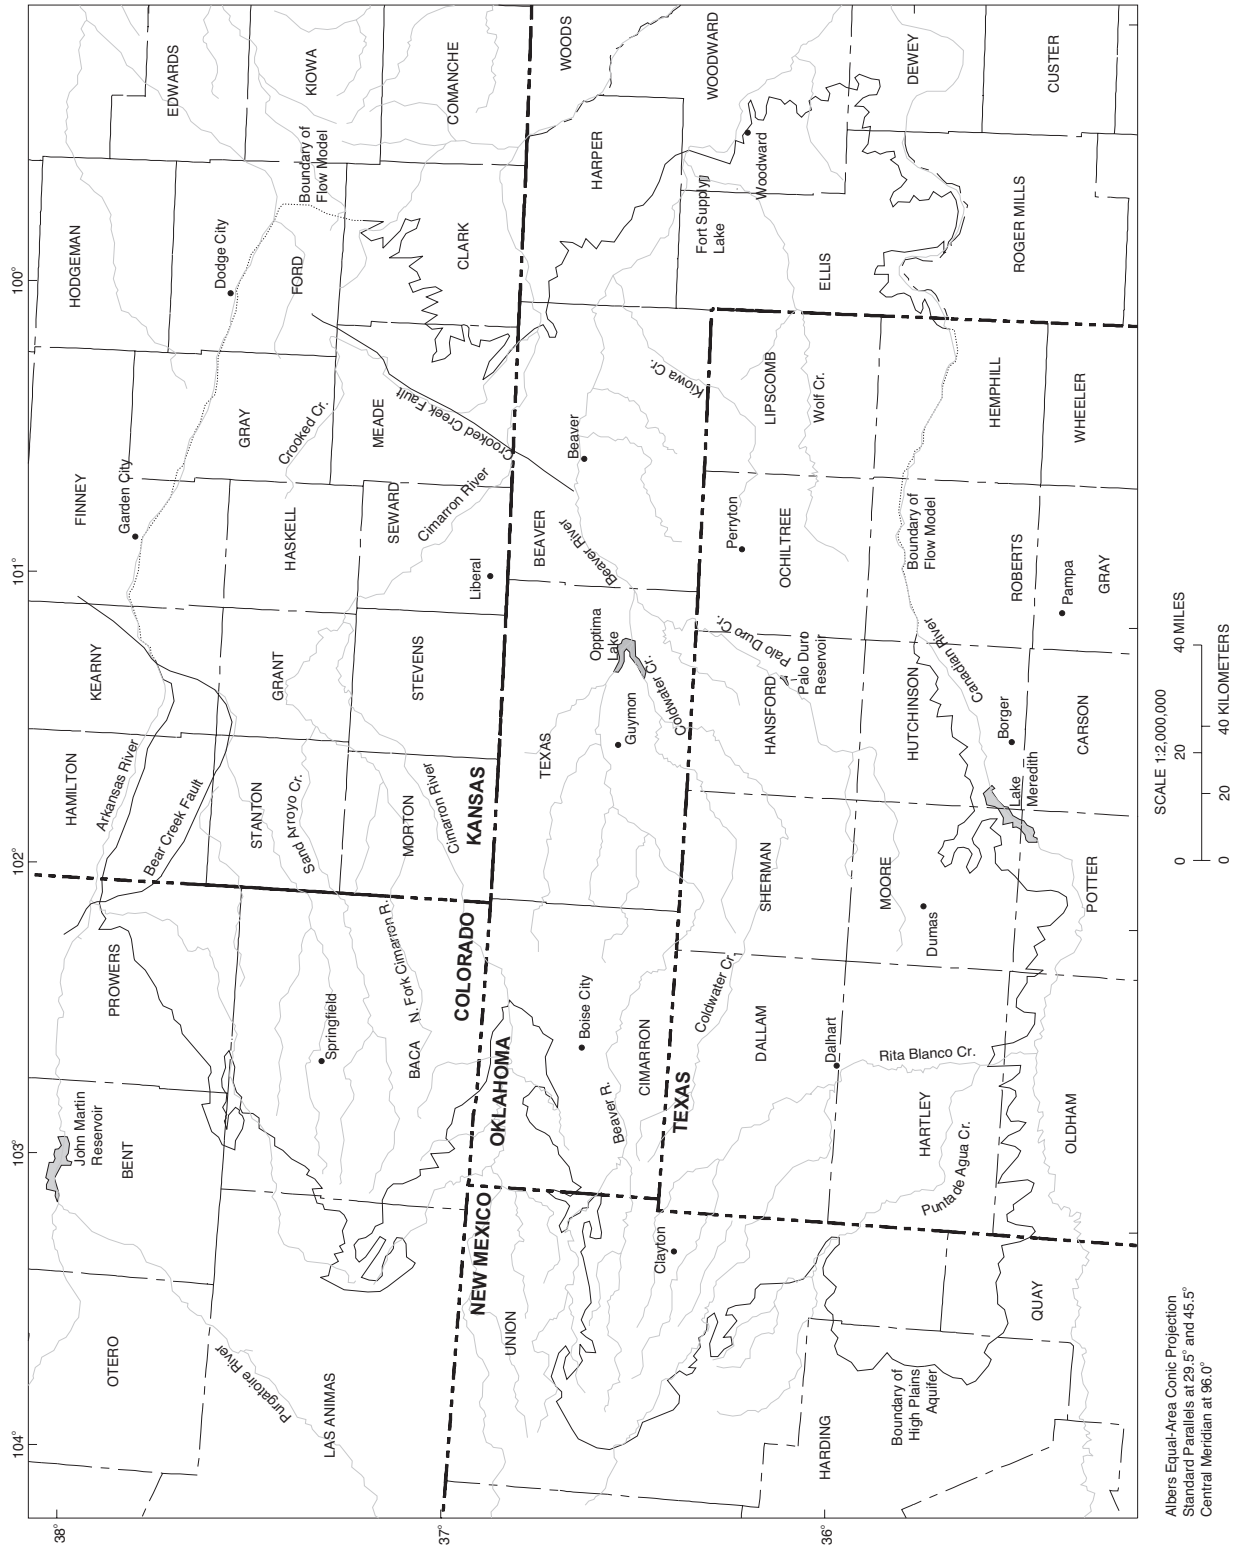 104°
103°
102°
101°
100°
38°
37°
36°
OTERO
BENT
John Martin
Reservoir
PROWERS
HAMILTON
KEARNY
FINNEY
HODGEMAN
EDWARDS
Arkansas River
Garden City
Bear Creek Fault
Dodge City
Purgatoire River
LAS ANIMAS
Springfield
STANTON
GRANT
HASKELL
GRAY
FORD
KIOWA
Boundary of
Flow Model
Sand Arroyo Cr.
Crooked Cr.
BACA
N. Fork Cimarron R.
MORTON
STEVENS
SEWARD
MEADE
CLARK
COMANCHE
Cimarron River
Cimarron River
Crooked Creek Fault
Liberal
COLORADO
KANSAS
NEW MEXICO
OKLAHOMA
UNION
Boise City
TEXAS
BEAVER
Beaver
HARPER
WOODS
Beaver R.
CIMARRON
Guymon
Optima
Lake
Beaver River
Coldwater Cr.
Kiowa Cr.
Clayton
TEXAS
Coldwater Cr.
Palo Duro Cr.
Perryton
Fort Supply
Lake
Woodward
WOODWARD
DALLAM
SHERMAN
HANSFORD
Palo Duro
Reservoir
OCHILTREE
LIPSCOMB
Wolf Cr.
ELLIS
DEWEY
HARDING
Dalhart
Rita Blanco Cr.
MOORE
Dumas
HUTCHINSON
Boundary of
Flow Model
Canadian River
Boundary of
High Plains
Aquifer
HARTLEY
Punta de Agua Cr.
Borger
Lake
Meredith
ROBERTS
HEMPHILL
ROGER MILLS
CUSTER
QUAY
OLDHAM
POTTER
CARSON
Pampa
GRAY
WHEELER
Albers Equal-Area Conic Projection
Standard Parallels at 29.5° and 45.5°
Central Meridian at 96.0°
SCALE 1:2,000,000
0 20 40 MILES
0 20 40 KILOMETERS